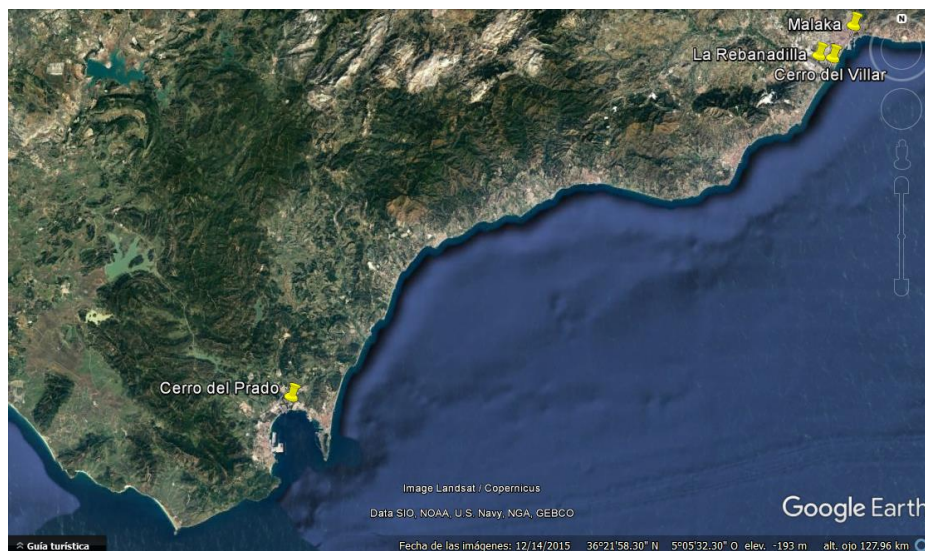 Malaka
N
La Rebanadilla
Cerro del Villar
Cerro del Prado
Image Landsat / Copernicus
Data SIO, NOAA, U.S. Navy, NGA, GEBCO
Google Earth
Guía turística
Fecha de las imágenes: 12/14/2015 36°21'58.30" N 5°05'32.30" O elev. -193 m alt. ojo 127.96 km